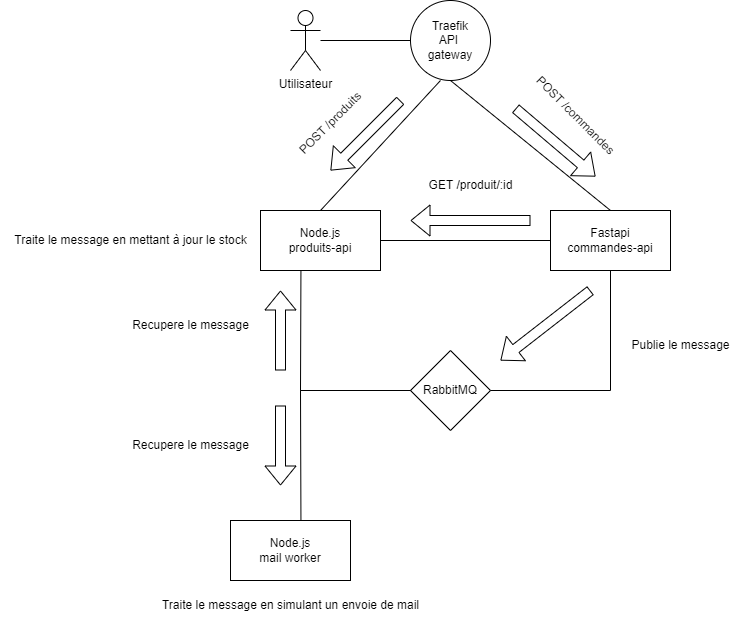 Traefik
API
gateway
Utilisateur
POST /produits
POST /commandes
GET /produit/:id
Traite le message en mettant à jour le stock
Node.js
produits-api
Fastapi
commandes-api
Recupere le message
Publie le message
RabbitMQ
Recupere le message
Node.js
mail worker
Traite le message en simulant un envoie de mail